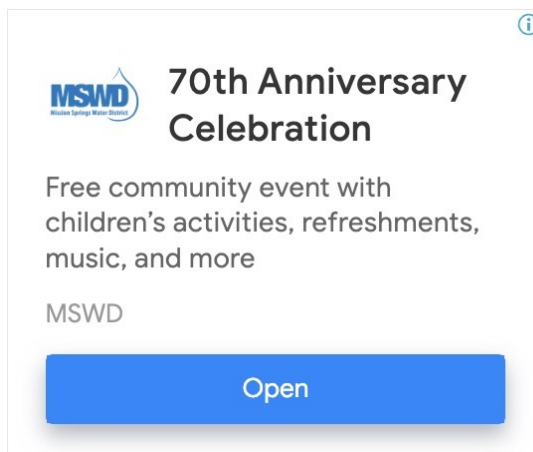 MSWD
Mission Springs Water District
70th Anniversary
Celebration
Free community event with
children’s activities, refreshments,
music, and more
MSWD
Open